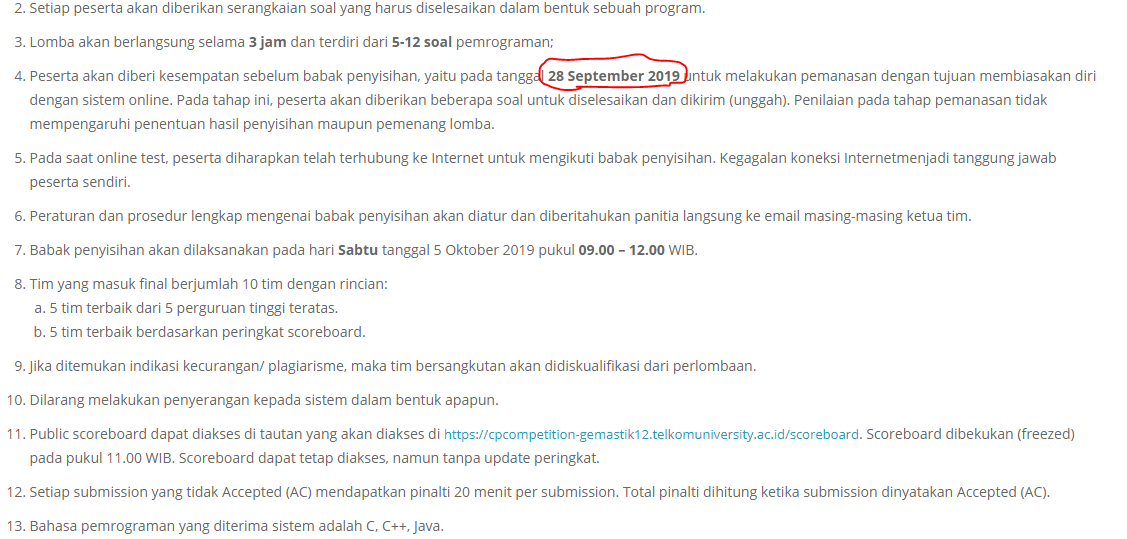 2. Setiap peserta akan diberikan serangkaian soal yang harus diselesaikan dalam bentuk sebuah program.
3. Lomba akan berlangsung selama 3 jam dan terdiri dari 5-12 soal pemrograman;
4. Peserta akan diberi kesempatan sebelum babak penyisihan, yaitu pada tanggal 28 September 2019 untuk melakukan pemanasan dengan tujuan membiasakan diri
dengan sistem online. Pada tahap ini, peserta akan diberikan beberapa soal untuk diselesaikan dan dikirim (unggah). Penilaian pada tahap pemanasan tidak
mempengaruhi penentuan hasil penyisihan maupun pemenang lomba.
5. Pada saat online test, peserta diharapkan telah terhubung ke Internet untuk mengikuti babak penyisihan. Kegagalan koneksi Internetmenjadi tanggung jawab
peserta sendiri.
6. Peraturan dan prosedur lengkap mengenai babak penyisihan akan diatur dan diberitahukan panitia langsung ke email masing-masing ketua tim.
7. Babak penyisihan akan dilaksanakan pada hari Sabtu tanggal 5 Oktober 2019 pukul 09.00 – 12.00 WIB.
8. Tim yang masuk final berjumlah 10 tim dengan rincian:
a. 5 tim terbaik dari 5 perguruan tinggi teratas.
b. 5 tim terbaik berdasarkan peringkat scoreboard.
9. Jika ditemukan indikasi kecurangan/ plagiarisme, maka tim bersangkutan akan didiskualifikasi dari perlombaan.
10. Dilarang melakukan penyerangan kepada sistem dalam bentuk apapun.
11. Public scoreboard dapat diakses di tautan yang akan diakses di https://cpcompetition-gemastik12.telkomuniversity.ac.id/scoreboard. Scoreboard dibekukan (freezed)
pada pukul 11.00 WIB. Scoreboard dapat tetap diakses, namun tanpa update peringkat.
12. Setiap submission yang tidak Accepted (AC) mendapatkan pinalti 20 menit per submission. Total pinalti dihitung ketika submission dinyatakan Accepted (AC).
13. Bahasa pemrograman yang diterima sistem adalah C, C++, Java.